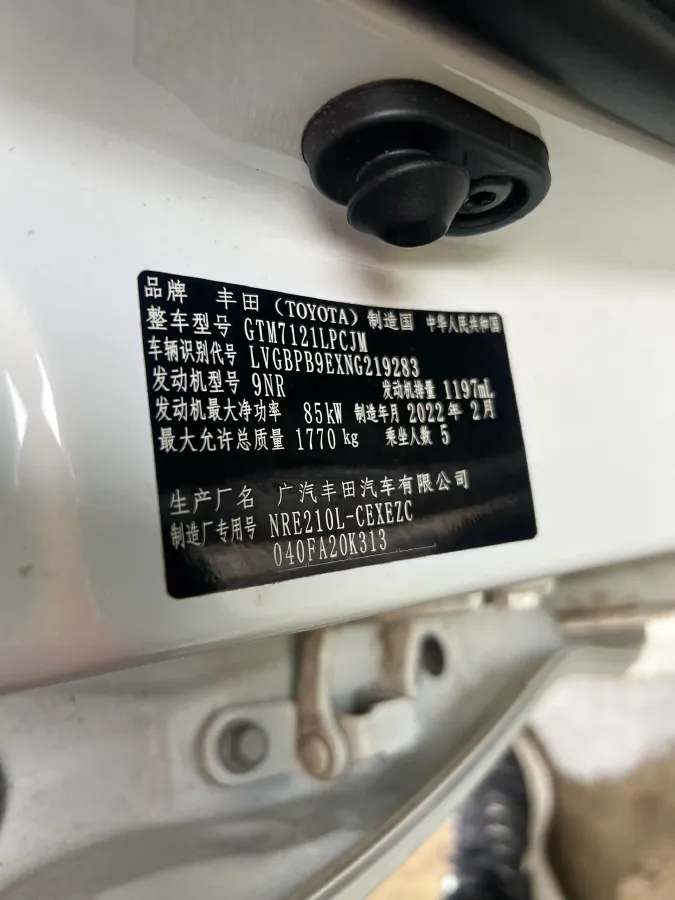 品牌 丰田(TOYOTA) 制造国 中华人民共和国
整车型号 GTM7121LPCJM
车辆识别代号 LVGBPB9EXNG219283
发动机型号 9NR 发动机排量 1197mL
发动机最大净功率 85kW 制造年月 2022年2月
最大允许总质量 1770kg 乘坐人数 5
生产厂名 广汽丰田汽车有限公司
制造厂专用号 NRE210L-CEXEZC
040FA20K313